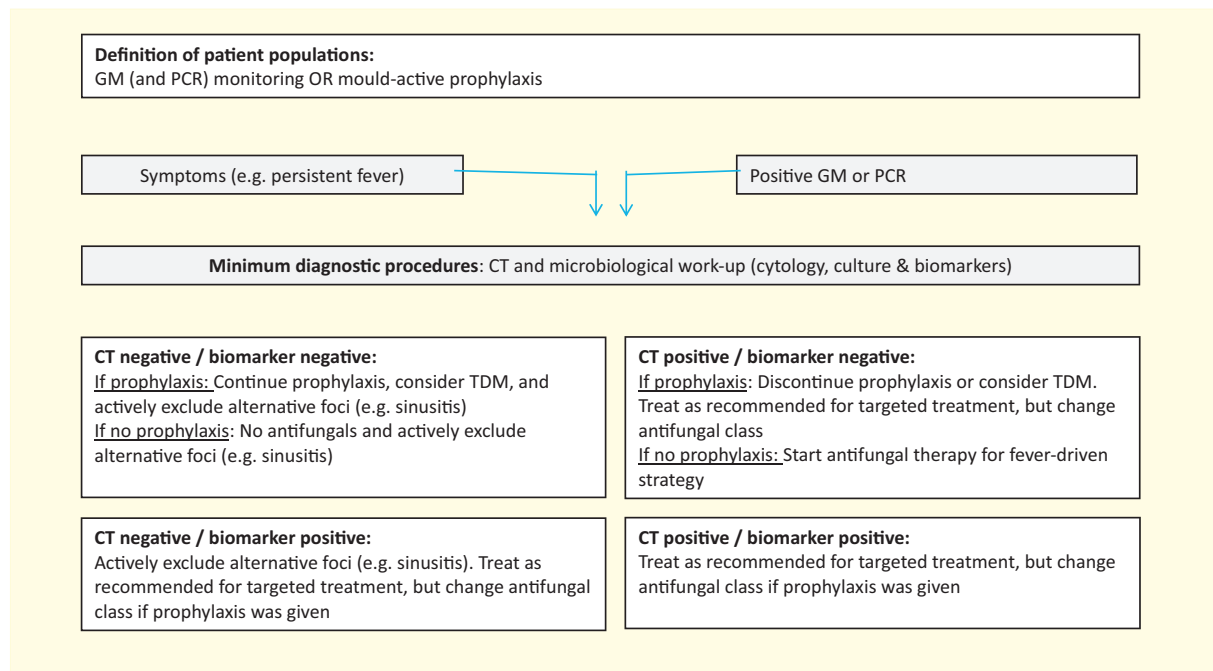 Definition of patient populations:
GM (and PCR) monitoring OR mould-active prophylaxis
Symptoms (e.g. persistent fever)
Positive GM or PCR
Minimum diagnostic procedures: CT and microbiological work-up (cytology, culture & biomarkers)
CT negative / biomarker negative:
If prophylaxis: Continue prophylaxis, consider TDM, and
actively exclude alternative foci (e.g. sinusitis)
If no prophylaxis: No antifungals and actively exclude
alternative foci (e.g. sinusitis)
CT positive / biomarker negative:
If prophylaxis: Discontinue prophylaxis or consider TDM.
Treat as recommended for targeted treatment, but change
antifungal class
If no prophylaxis: Start antifungal therapy for fever-driven
strategy
CT negative / biomarker positive:
Actively exclude alternative foci (e.g. sinusitis). Treat as
recommended for targeted treatment, but change antifungal
class if prophylaxis was given
CT positive / biomarker positive:
Treat as recommended for targeted treatment, but change
antifungal class if prophylaxis was given